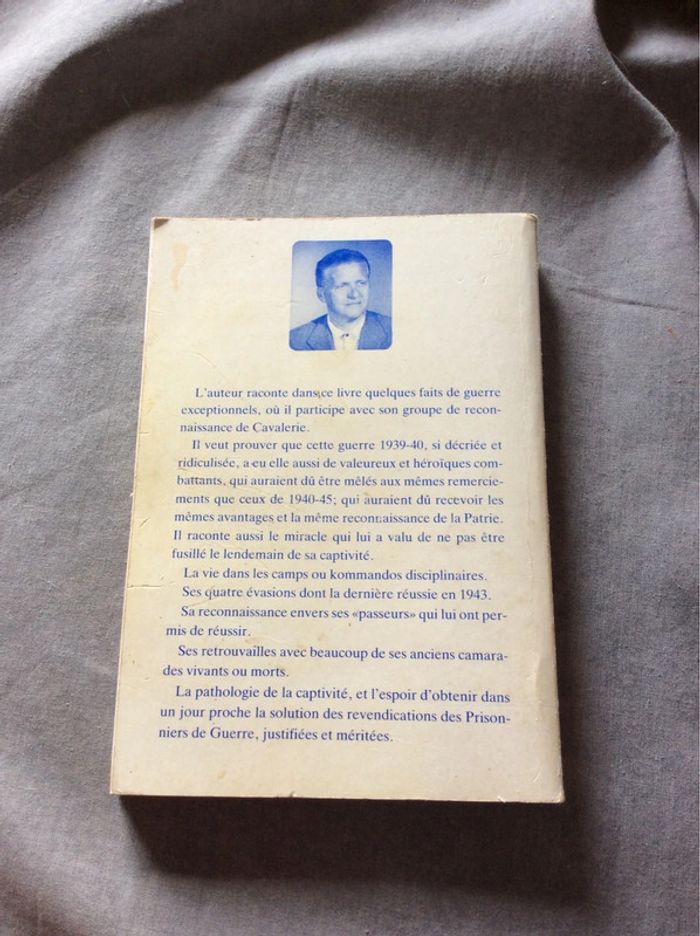 L'auteur raconte dans ce livre quelques faits de guerre
exceptionnels, où il participe avec son groupe de recon-
naissance de Cavalerie.
Il veut prouver que cette guerre 1939-40, si décriée et
ridiculisée, a eu elle aussi de valeureux et héroïques com-
battants, qui auraient dû être mêlés aux mêmes remercie-
ments que ceux de 1940-45; qui auraient dû recevoir les
mêmes avantages et la même reconnaissance de la Patrie.
Il raconte aussi le miracle qui lui a valu de ne pas être
fusillé le lendemain de sa captivité.
La vie dans les camps ou kommandos disciplinaires.
Ses quatre évasions dont la dernière réussie en 1943.
Sa reconnaissance envers ses «passeurs» qui lui ont per-
mis de réussir.
Ses retrouvailles avec beaucoup de ses anciens camara-
des vivants ou morts.
La pathologie de la captivité, et l'espoir d'obtenir dans
un jour proche la solution des revendications des Prison-
niers de Guerre, justifiées et méritées.